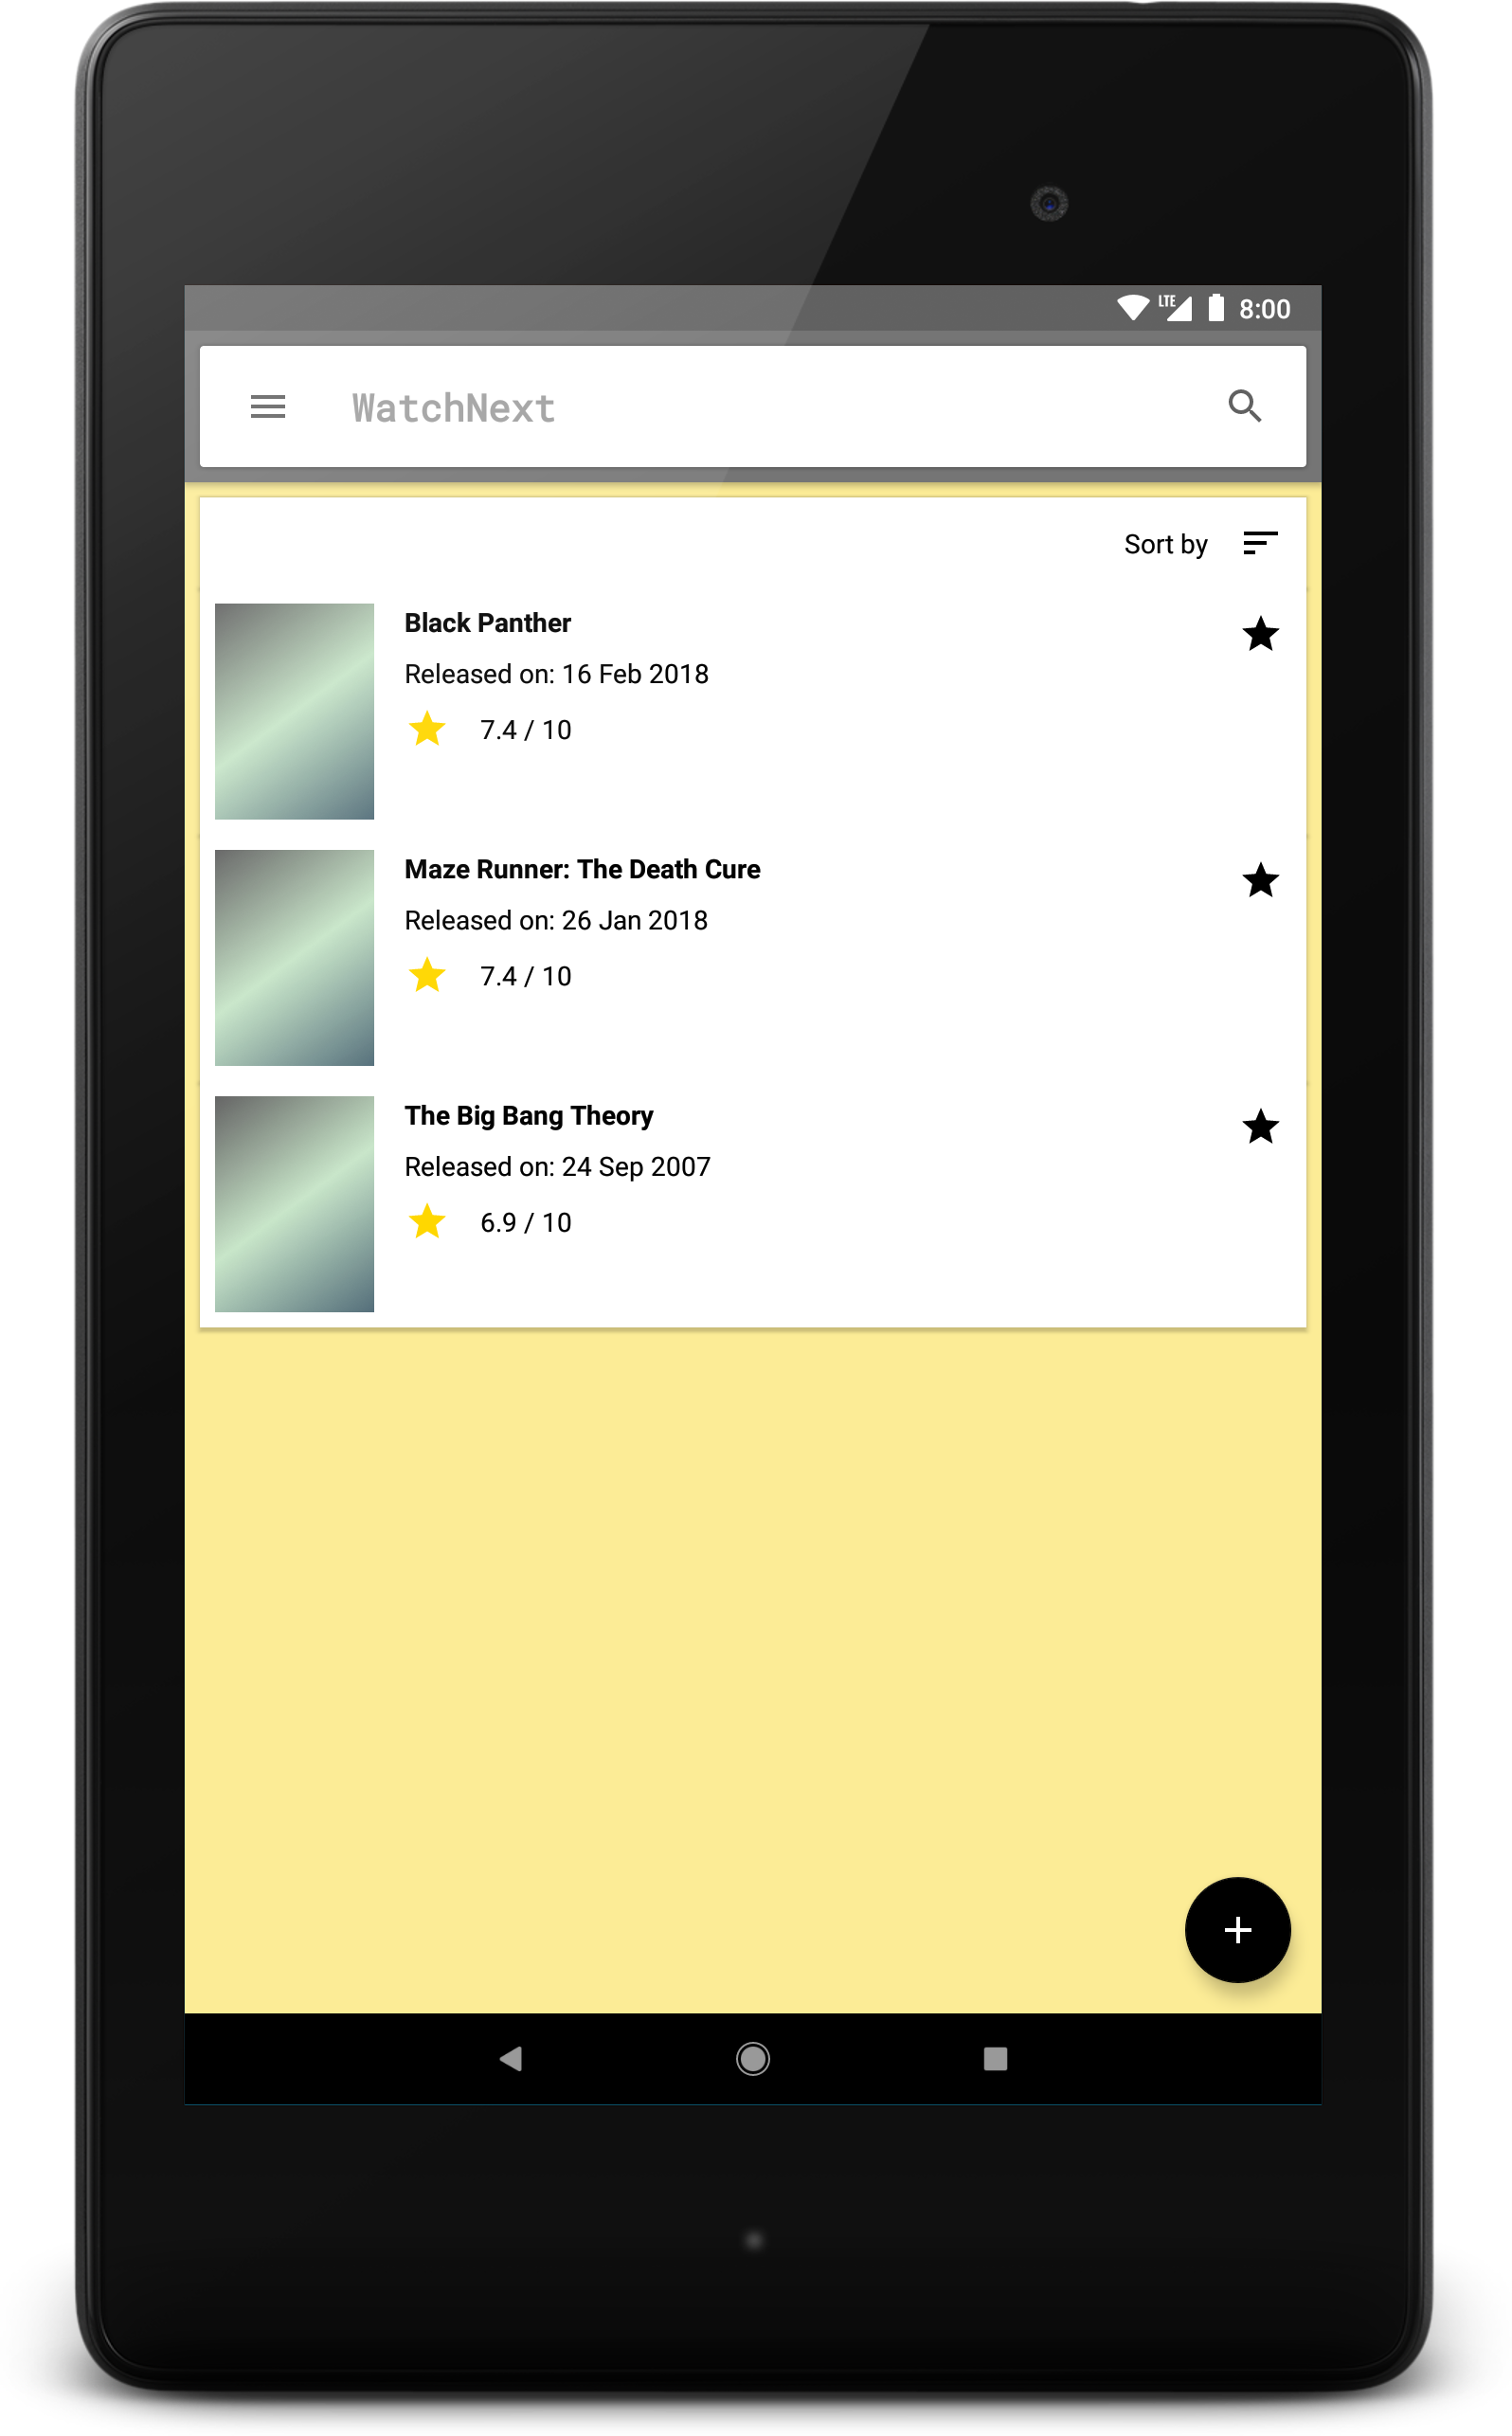 LTE 8:00
WatchNext
Sort by
Black Panther
Released on: 16 Feb 2018
7.4 / 10
Maze Runner: The Death Cure
Released on: 26 Jan 2018
7.4 / 10
The Big Bang Theory
Released on: 24 Sep 2007
6.9 / 10